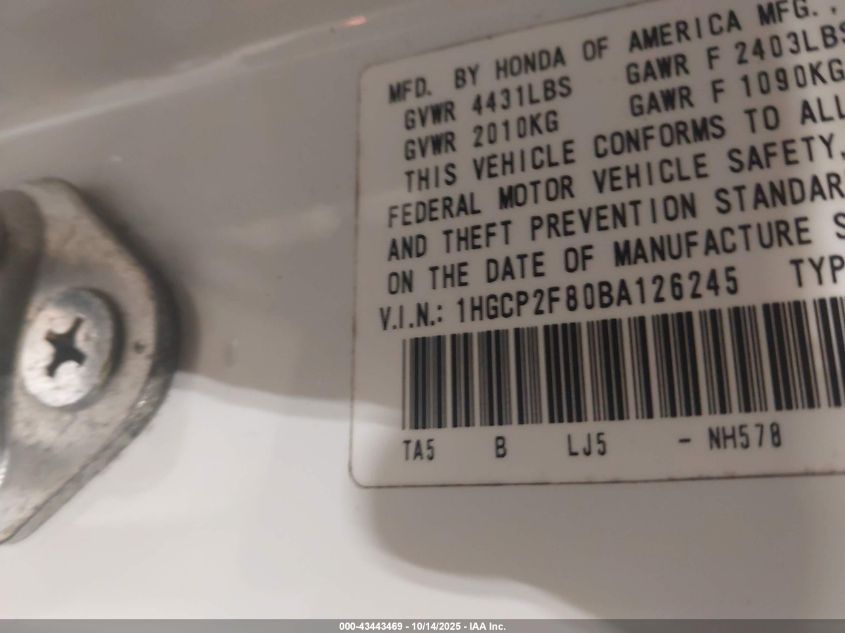 MFD. BY HONDA OF AMERICA MFG.,
GVWR 4431LBS GAWR F 2403LBS
GVWR 2010KG GAWR F 1090KG
THIS VEHICLE CONFORMS TO ALL
FEDERAL MOTOR VEHICLE SAFETY,
AND THEFT PREVENTION STANDAR
ON THE DATE OF MANUFACTURE S
V.I.N.: 1HGCP2F80BA126245 TYP
TA5 B LJ5 - NH578
000-43443469 - 10/14/2025 - IAA Inc.